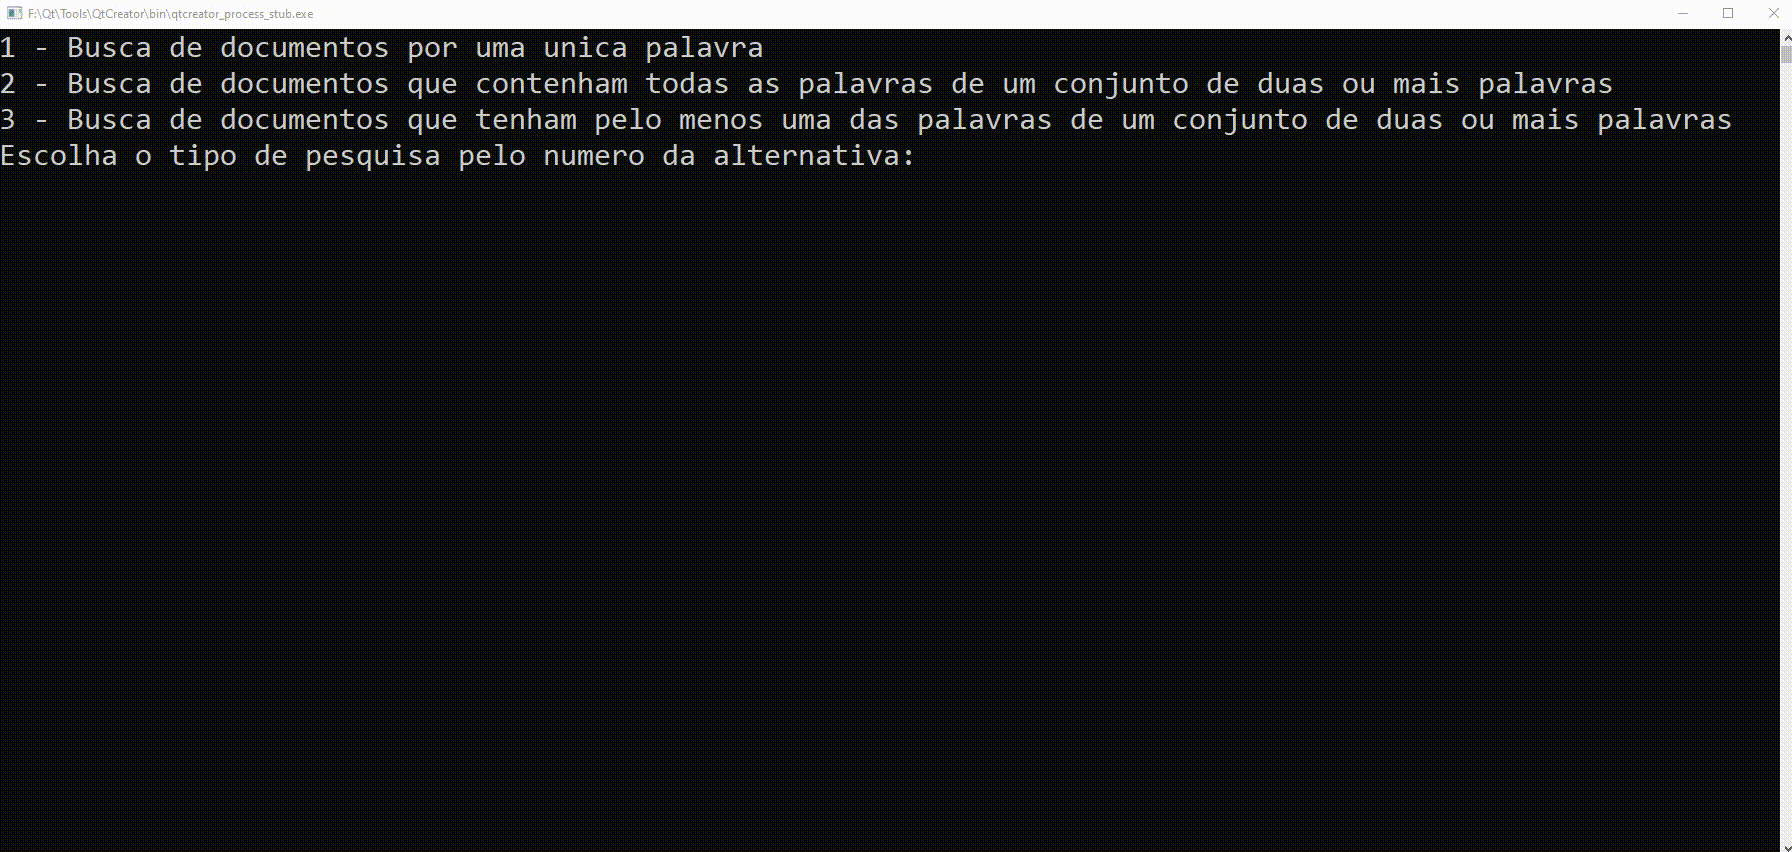 F:\Qt\Tools\QtCreator\bin\qtcreator_process_stub.exe
1 - Busca de documentos por uma unica palavra
2 - Busca de documentos que contenham todas as palavras de um conjunto de duas ou mais palavras
3 - Busca de documentos que tenham pelo menos uma das palavras de um conjunto de duas ou mais palavras
Escolha o tipo de pesquisa pelo numero da alternativa: